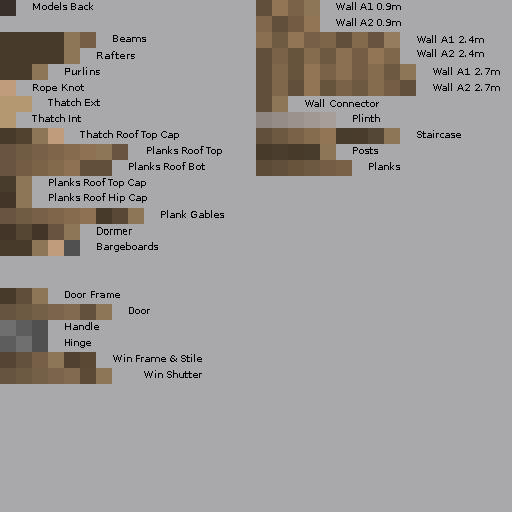 Models Back
Beams
Rafters
Purlins
Rope Knot
Thatch Ext
Thatch Int
Thatch Roof Top Cap
Planks Roof Top
Planks Roof Bot
Planks Roof Top Cap
Planks Roof Hip Cap
Plank Gables
Dormer
Bargeboards
Door Frame
Door
Handle
Hinge
Win Frame & Stile
Win Shutter
Wall A1 0.9m
Wall A2 0.9m
Wall A1 2.4m
Wall A2 2.4m
Wall A1 2.7m
Wall A2 2.7m
Wall Connector
Plinth
Staircase
Posts
Planks